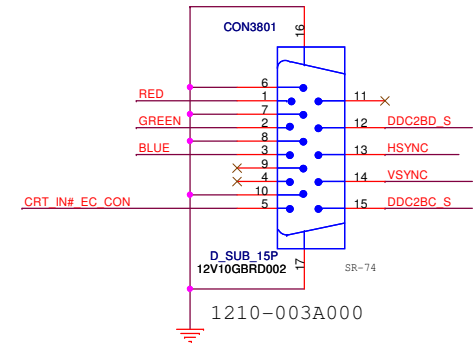 CON3801
16
6
RED
1
11
7
GREEN
2
12
DDC2BD_S
8
BLUE
3
13
HSYNC
9
4
14
VSYNC
10
CRT_IN#_EC_CON
5
15
DDC2BC_S
D_SUB_15P
12V10GBRD002
17
SR-74
1210-003A000